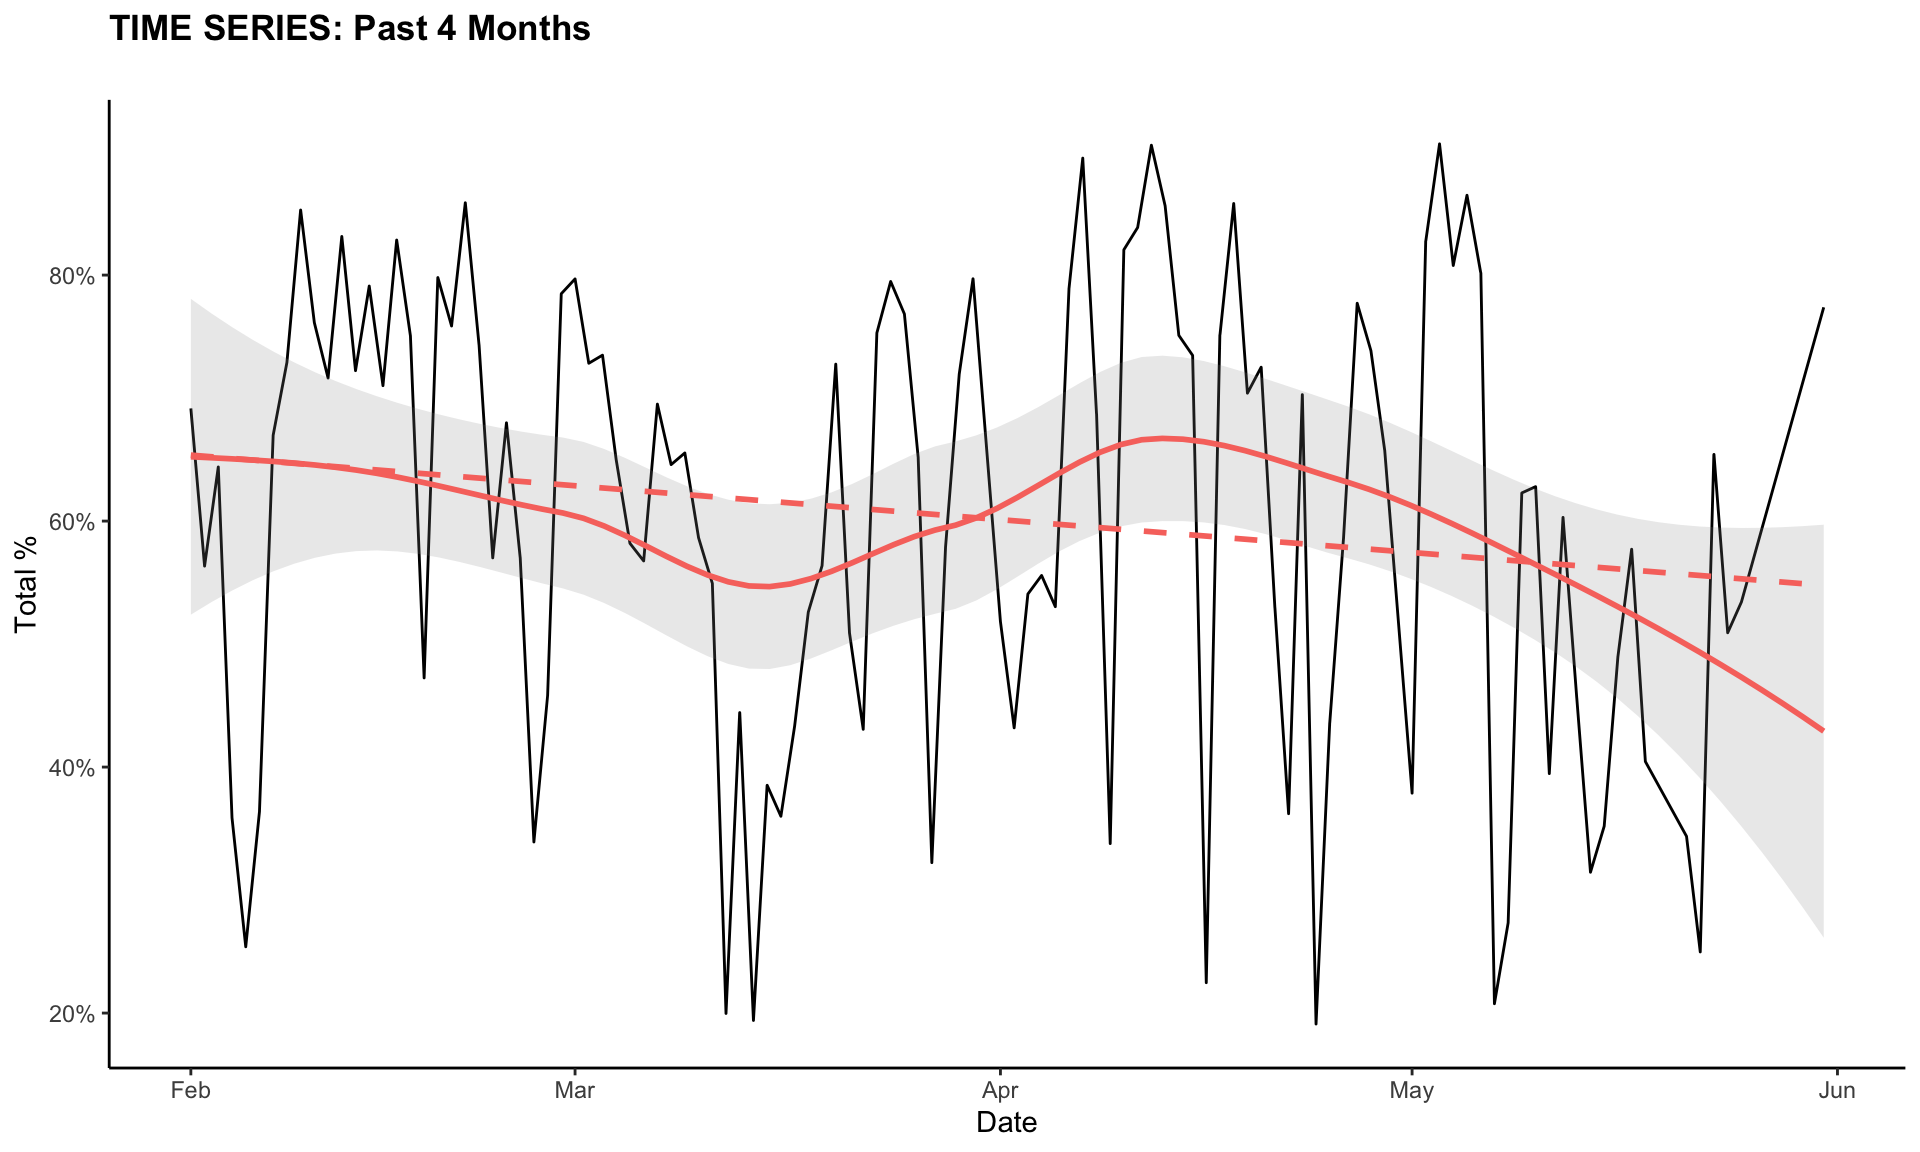 TIME SERIES: Past 4 Months
Total %
80%
60%
40%
20%
Feb
Mar
Apr
May
Jun
Date